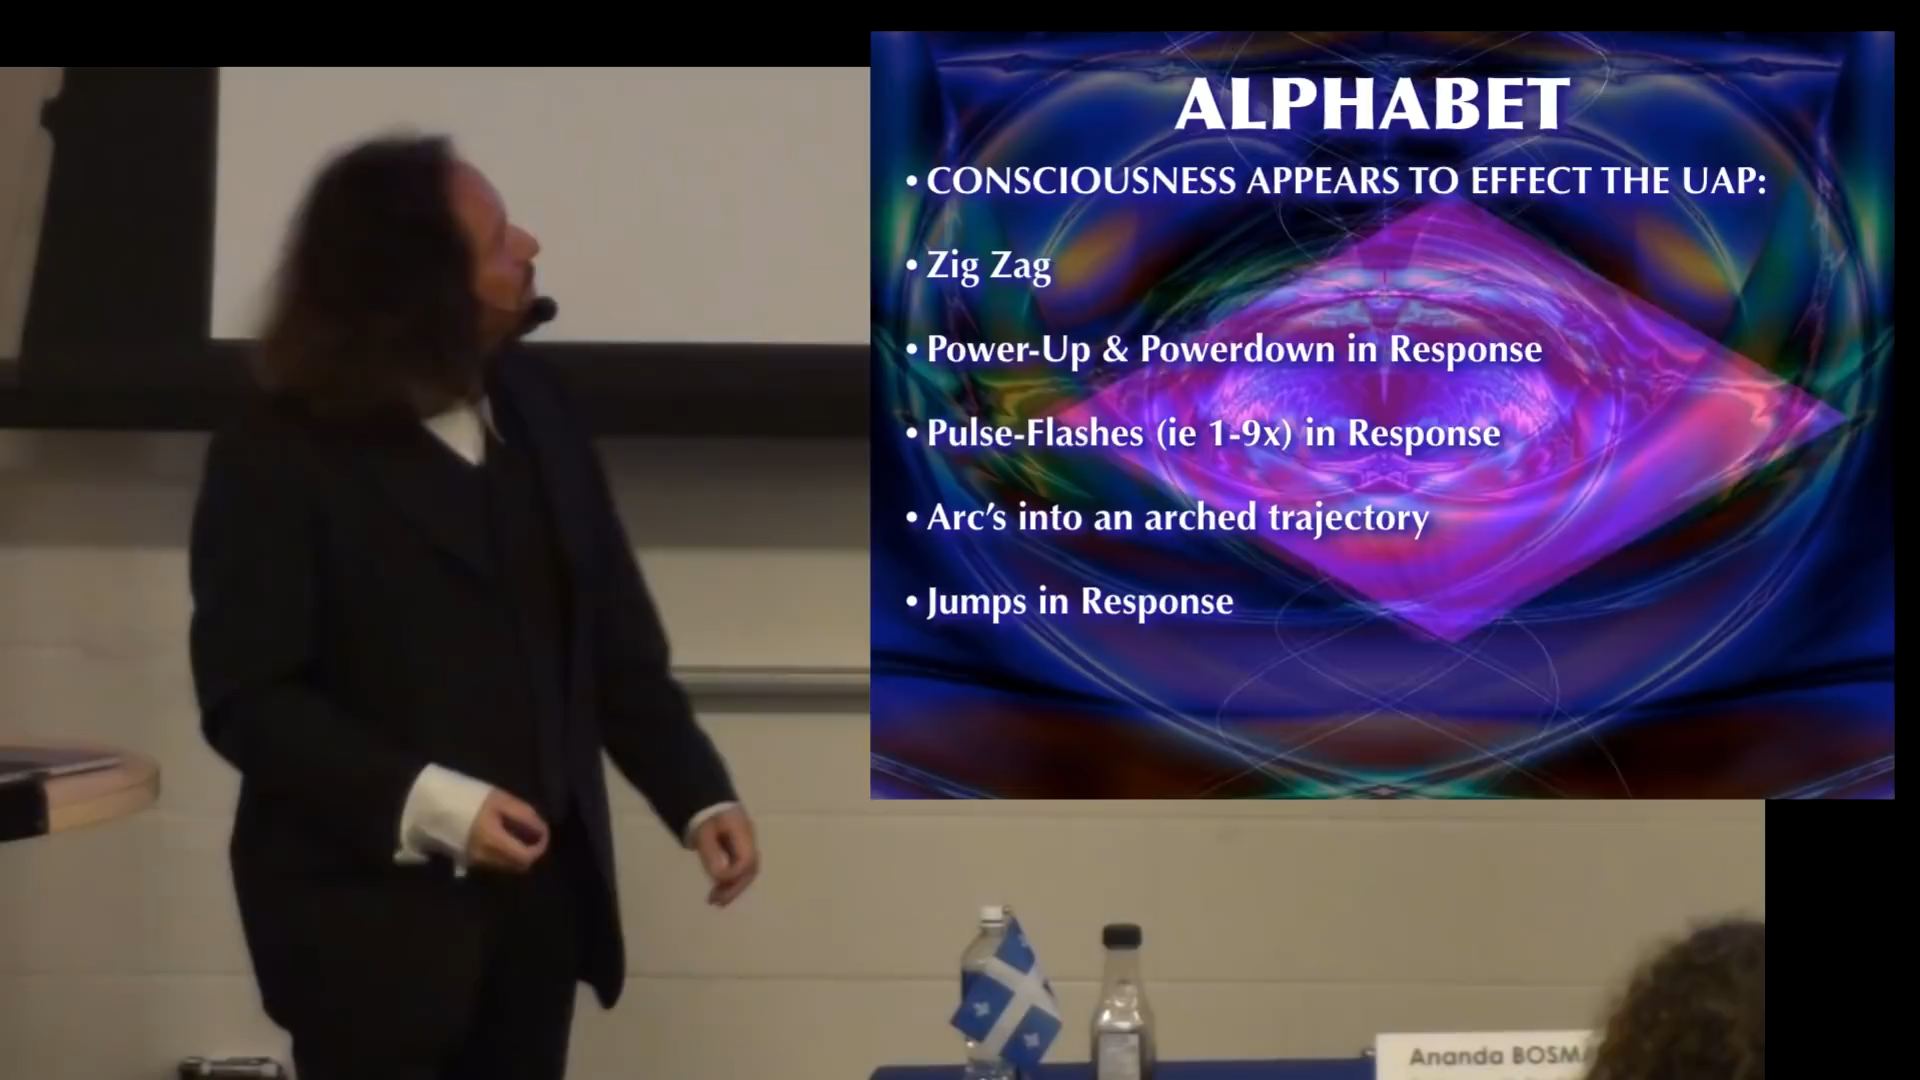 ALPHABET
• CONSCIOUSNESS APPEARS TO EFFECT THE UAP:
• Zig Zag
• Power-Up & Powerdown in Response
• Pulse-Flashes (ie 1-9x) in Response
• Arc’s into an arched trajectory
• Jumps in Response
Ananda BOSMA